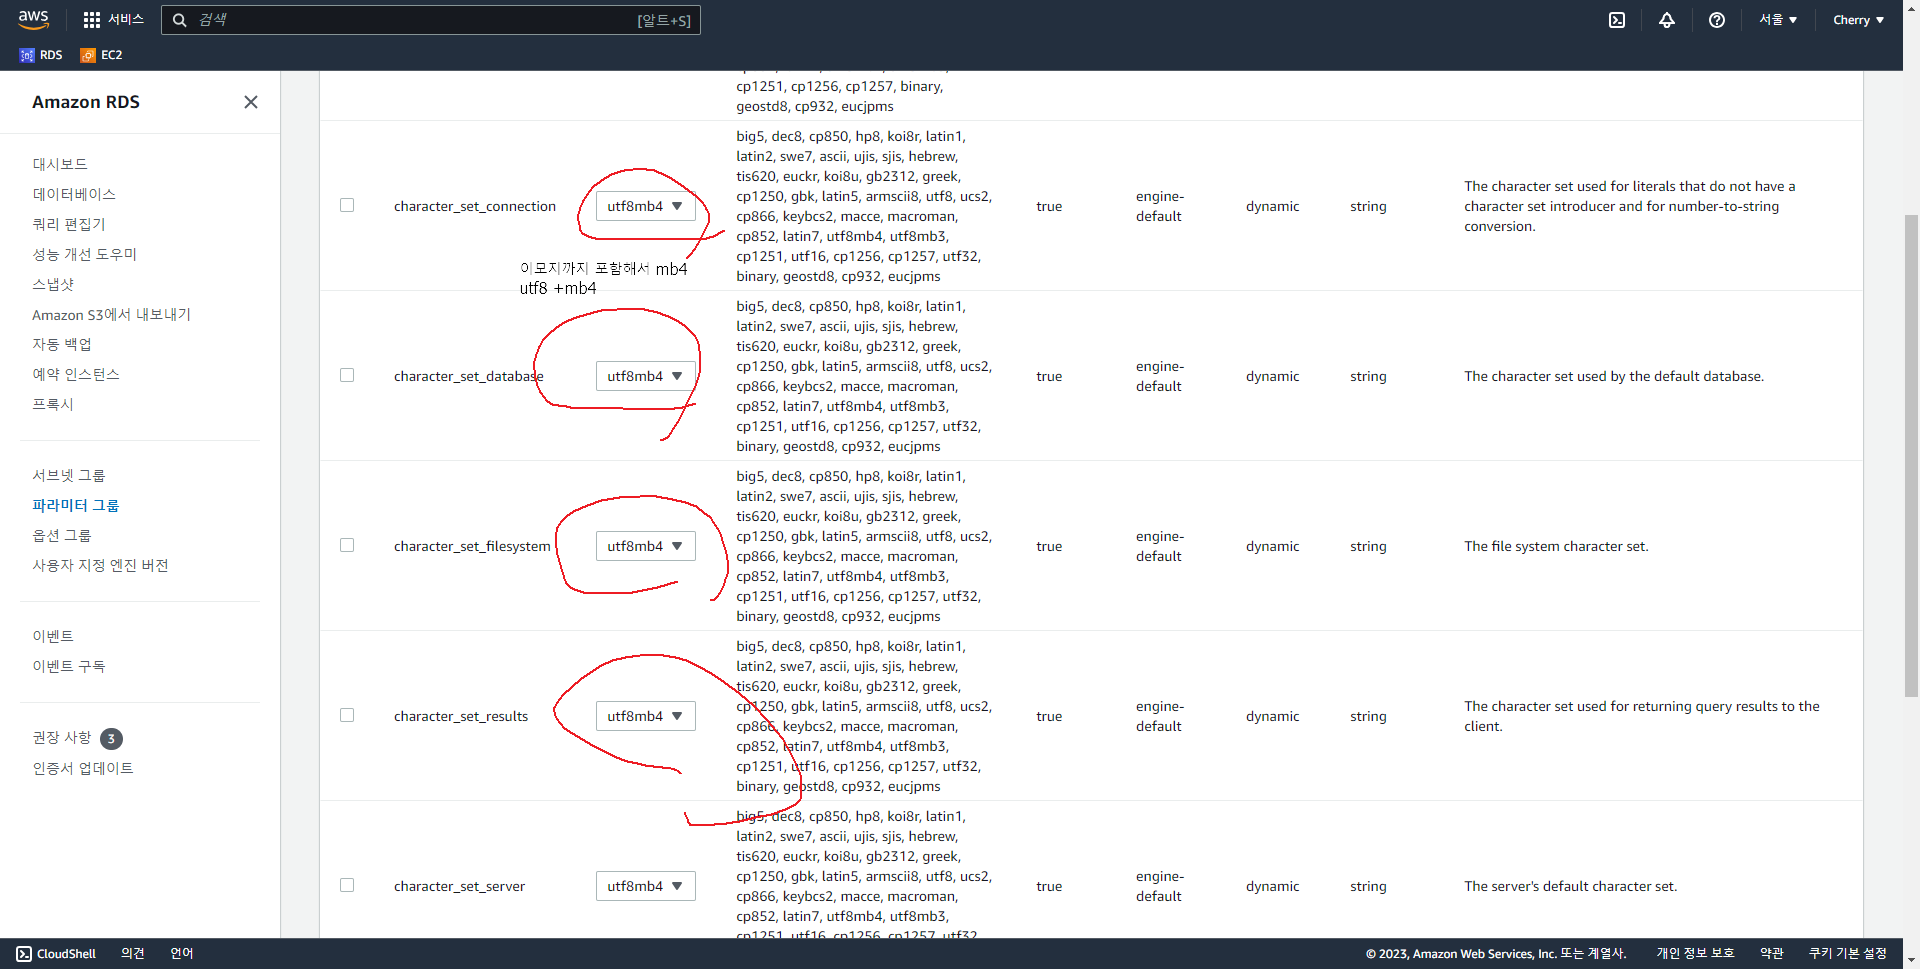 aws
서비스
검색
[알트+S]
서울 ▼
Cherry ▼
RDS
EC2
Amazon RDS
대시보드
데이터베이스
쿼리 편집기
성능 개선 도우미
스냅샷
Amazon S3에서 내보내기
자동 백업
예약 인스턴스
프록시
서브넷 그룹
파라미터 그룹
옵션 그룹
사용자 지정 엔진 버전
이벤트
이벤트 구독
권장 사항 3
인증서 업데이트
cp1251, cp1256, cp1257, binary,
geostd8, cp932, eucjpms
character_set_connection
utf8mb4 ▼
big5, dec8, cp850, hp8, koi8r, latin1,
latin2, swe7, ascii, ujis, sjis, hebrew,
tis620, euckr, koi8u, gb2312, greek,
cp1250, gbk, latin5, armscii8, utf8, ucs2,
cp866, keybcs2, macce, macroman,
cp852, latin7, utf8mb4, utf8mb3,
cp1251, utf16, cp1256, cp1257, utf32,
binary, geostd8, cp932, eucjpms
true
engine-
default
dynamic
string
The character set used for literals that do not have a
character set introducer and for number-to-string
conversion.
이모지까지 포함해서 mb4
utf8 +mb4
character_set_database
utf8mb4 ▼
big5, dec8, cp850, hp8, koi8r, latin1,
latin2, swe7, ascii, ujis, sjis, hebrew,
tis620, euckr, koi8u, gb2312, greek,
cp1250, gbk, latin5, armscii8, utf8, ucs2,
cp866, keybcs2, macce, macroman,
cp852, latin7, utf8mb4, utf8mb3,
cp1251, utf16, cp1256, cp1257, utf32,
binary, geostd8, cp932, eucjpms
true
engine-
default
dynamic
string
The character set used by the default database.
character_set_filesystem
utf8mb4 ▼
big5, dec8, cp850, hp8, koi8r, latin1,
latin2, swe7, ascii, ujis, sjis, hebrew,
tis620, euckr, koi8u, gb2312, greek,
cp1250, gbk, latin5, armscii8, utf8, ucs2,
cp866, keybcs2, macce, macroman,
cp852, latin7, utf8mb4, utf8mb3,
cp1251, utf16, cp1256, cp1257, utf32,
binary, geostd8, cp932, eucjpms
true
engine-
default
dynamic
string
The file system character set.
character_set_results
utf8mb4 ▼
big5, dec8, cp850, hp8, koi8r, latin1,
latin2, swe7, ascii, ujis, sjis, hebrew,
tis620, euckr, koi8u, gb2312, greek,
cp1250, gbk, latin5, armscii8, utf8, ucs2,
cp866, keybcs2, macce, macroman,
cp852, latin7, utf8mb4, utf8mb3,
cp1251, utf16, cp1256, cp1257, utf32,
binary, geostd8, cp932, eucjpms
true
engine-
default
dynamic
string
The character set used for returning query results to the
client.
character_set_server
utf8mb4 ▼
big5, dec8, cp850, hp8, koi8r, latin1,
latin2, swe7, ascii, ujis, sjis, hebrew,
tis620, euckr, koi8u, gb2312, greek,
cp1250, gbk, latin5, armscii8, utf8, ucs2,
cp866, keybcs2, macce, macroman,
cp852, latin7, utf8mb4, utf8mb3,
cp1251, utf16, cp1256, cp1257, utf32,
true
engine-
default
dynamic
string
The server's default character set.
CloudShell
의견
언어
© 2023, Amazon Web Services, Inc. 또는 계열사.
개인 정보 보호
약관
쿠키 기본 설정